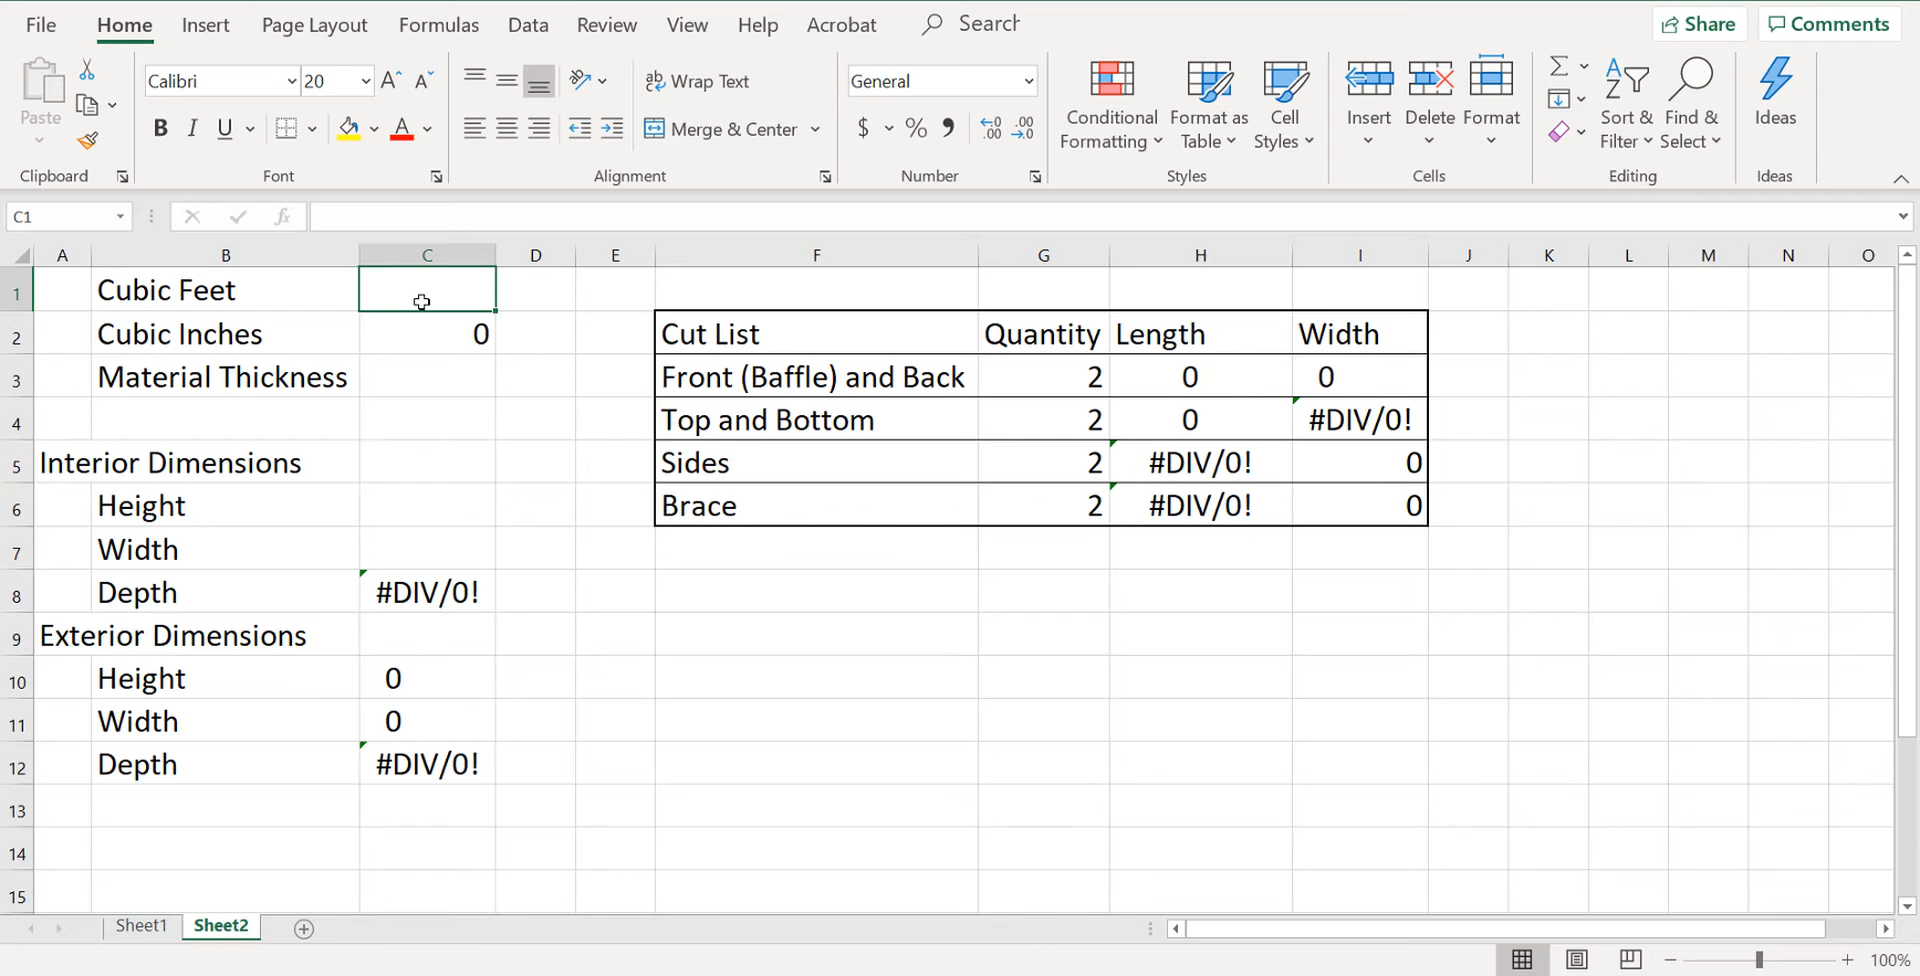 File Home Insert Page Layout Formulas Data Review View Help Acrobat Search Share Comments
Paste
Calibri 20
B I U A
Wrap Text
Merge & Center
General
$ % 9 .00 .00
Conditional Formatting
Format as Table
Cell Styles
Insert Delete Format
Sort & Filter
Find & Select
Ideas
Clipboard Font Alignment Number Styles Cells Editing Ideas
C1 fx
A B C D E F G H I J K L M N O
1 Cubic Feet
2 Cubic Inches 0 Cut List Quantity Length Width
3 Material Thickness Front (Baffle) and Back 2 0 0
4 Top and Bottom 2 0 #DIV/0!
5 Interior Dimensions Sides 2 #DIV/0! 0
6 Height Brace 2 #DIV/0! 0
7 Width
8 Depth #DIV/0!
9 Exterior Dimensions
10 Height 0
11 Width 0
12 Depth #DIV/0!
13
14
15
Sheet1 Sheet2
100%